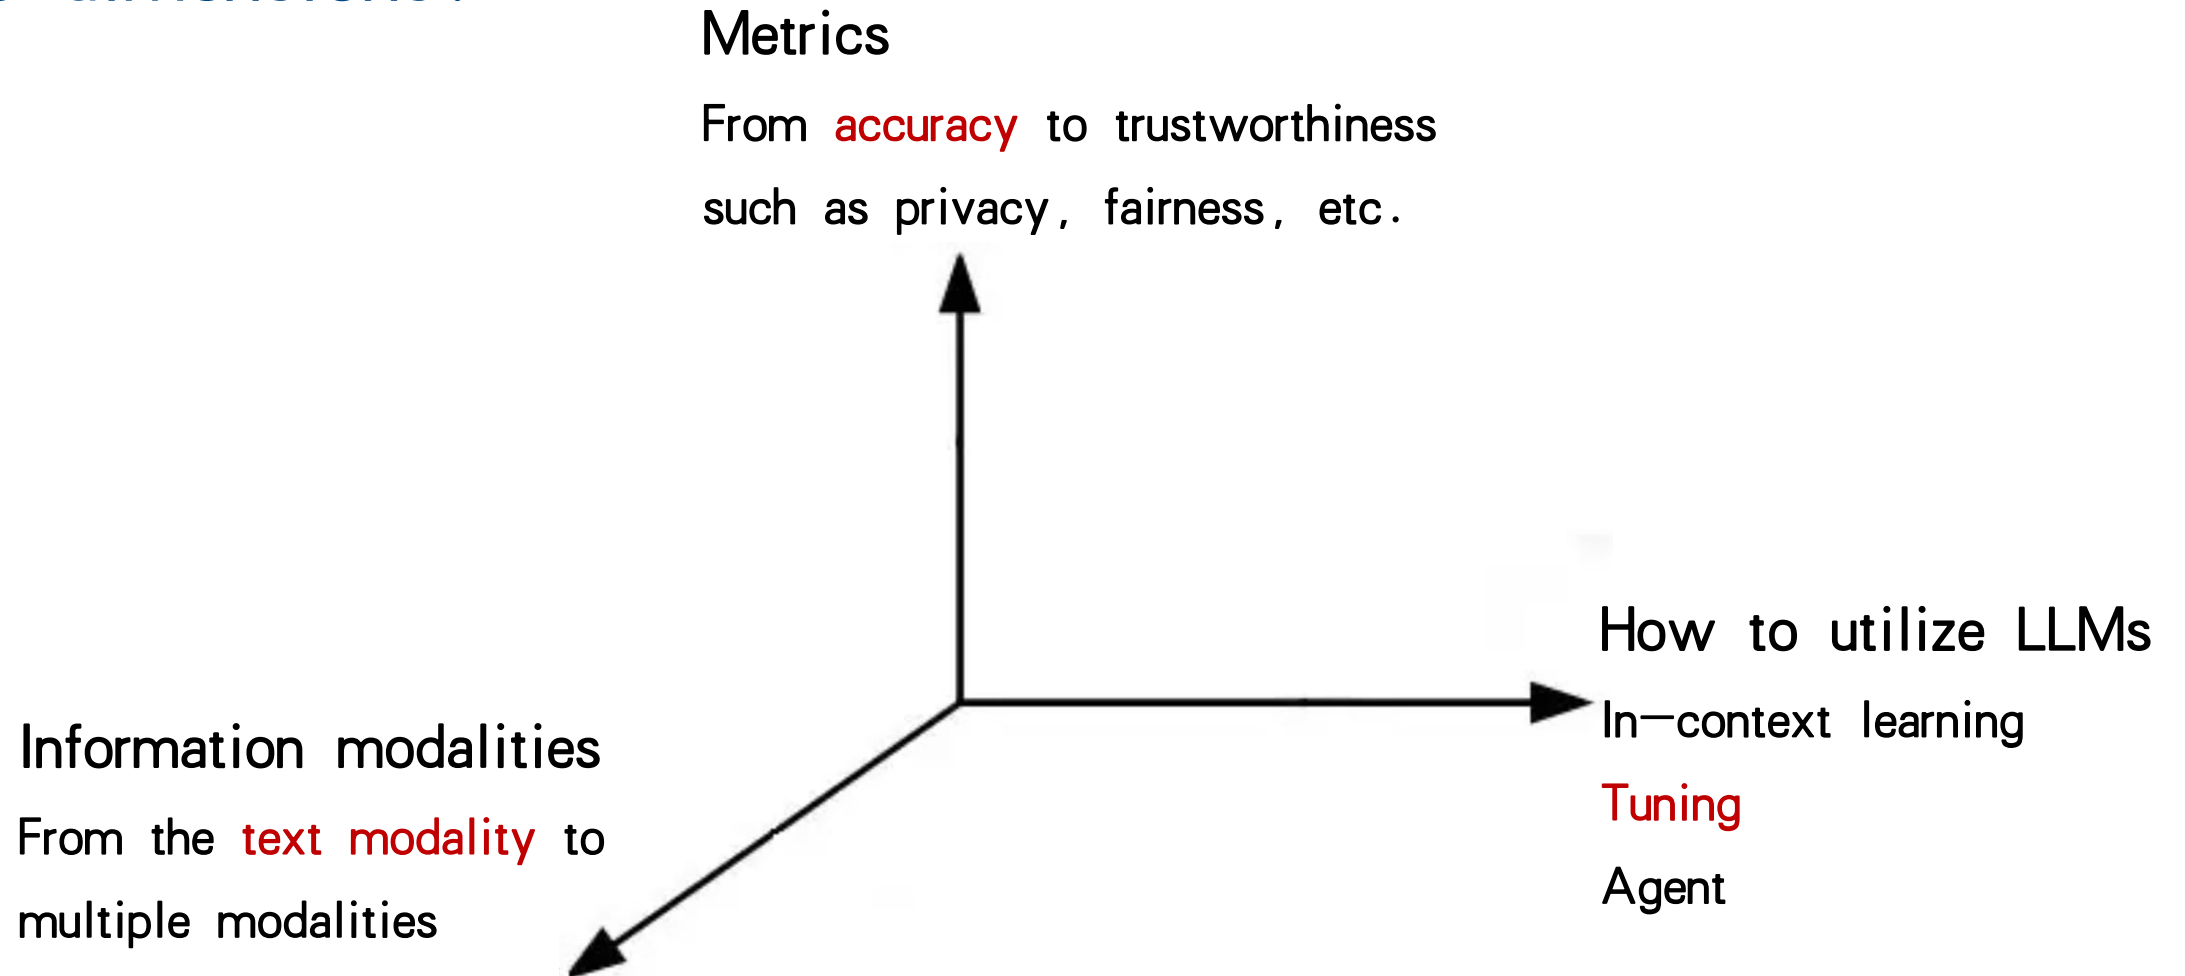 Metrics
From accuracy to trustworthiness
such as privacy, fairness, etc.
How to utilize LLMs
In-context learning
Tuning
Agent
Information modalities
From the text modality to
multiple modalities